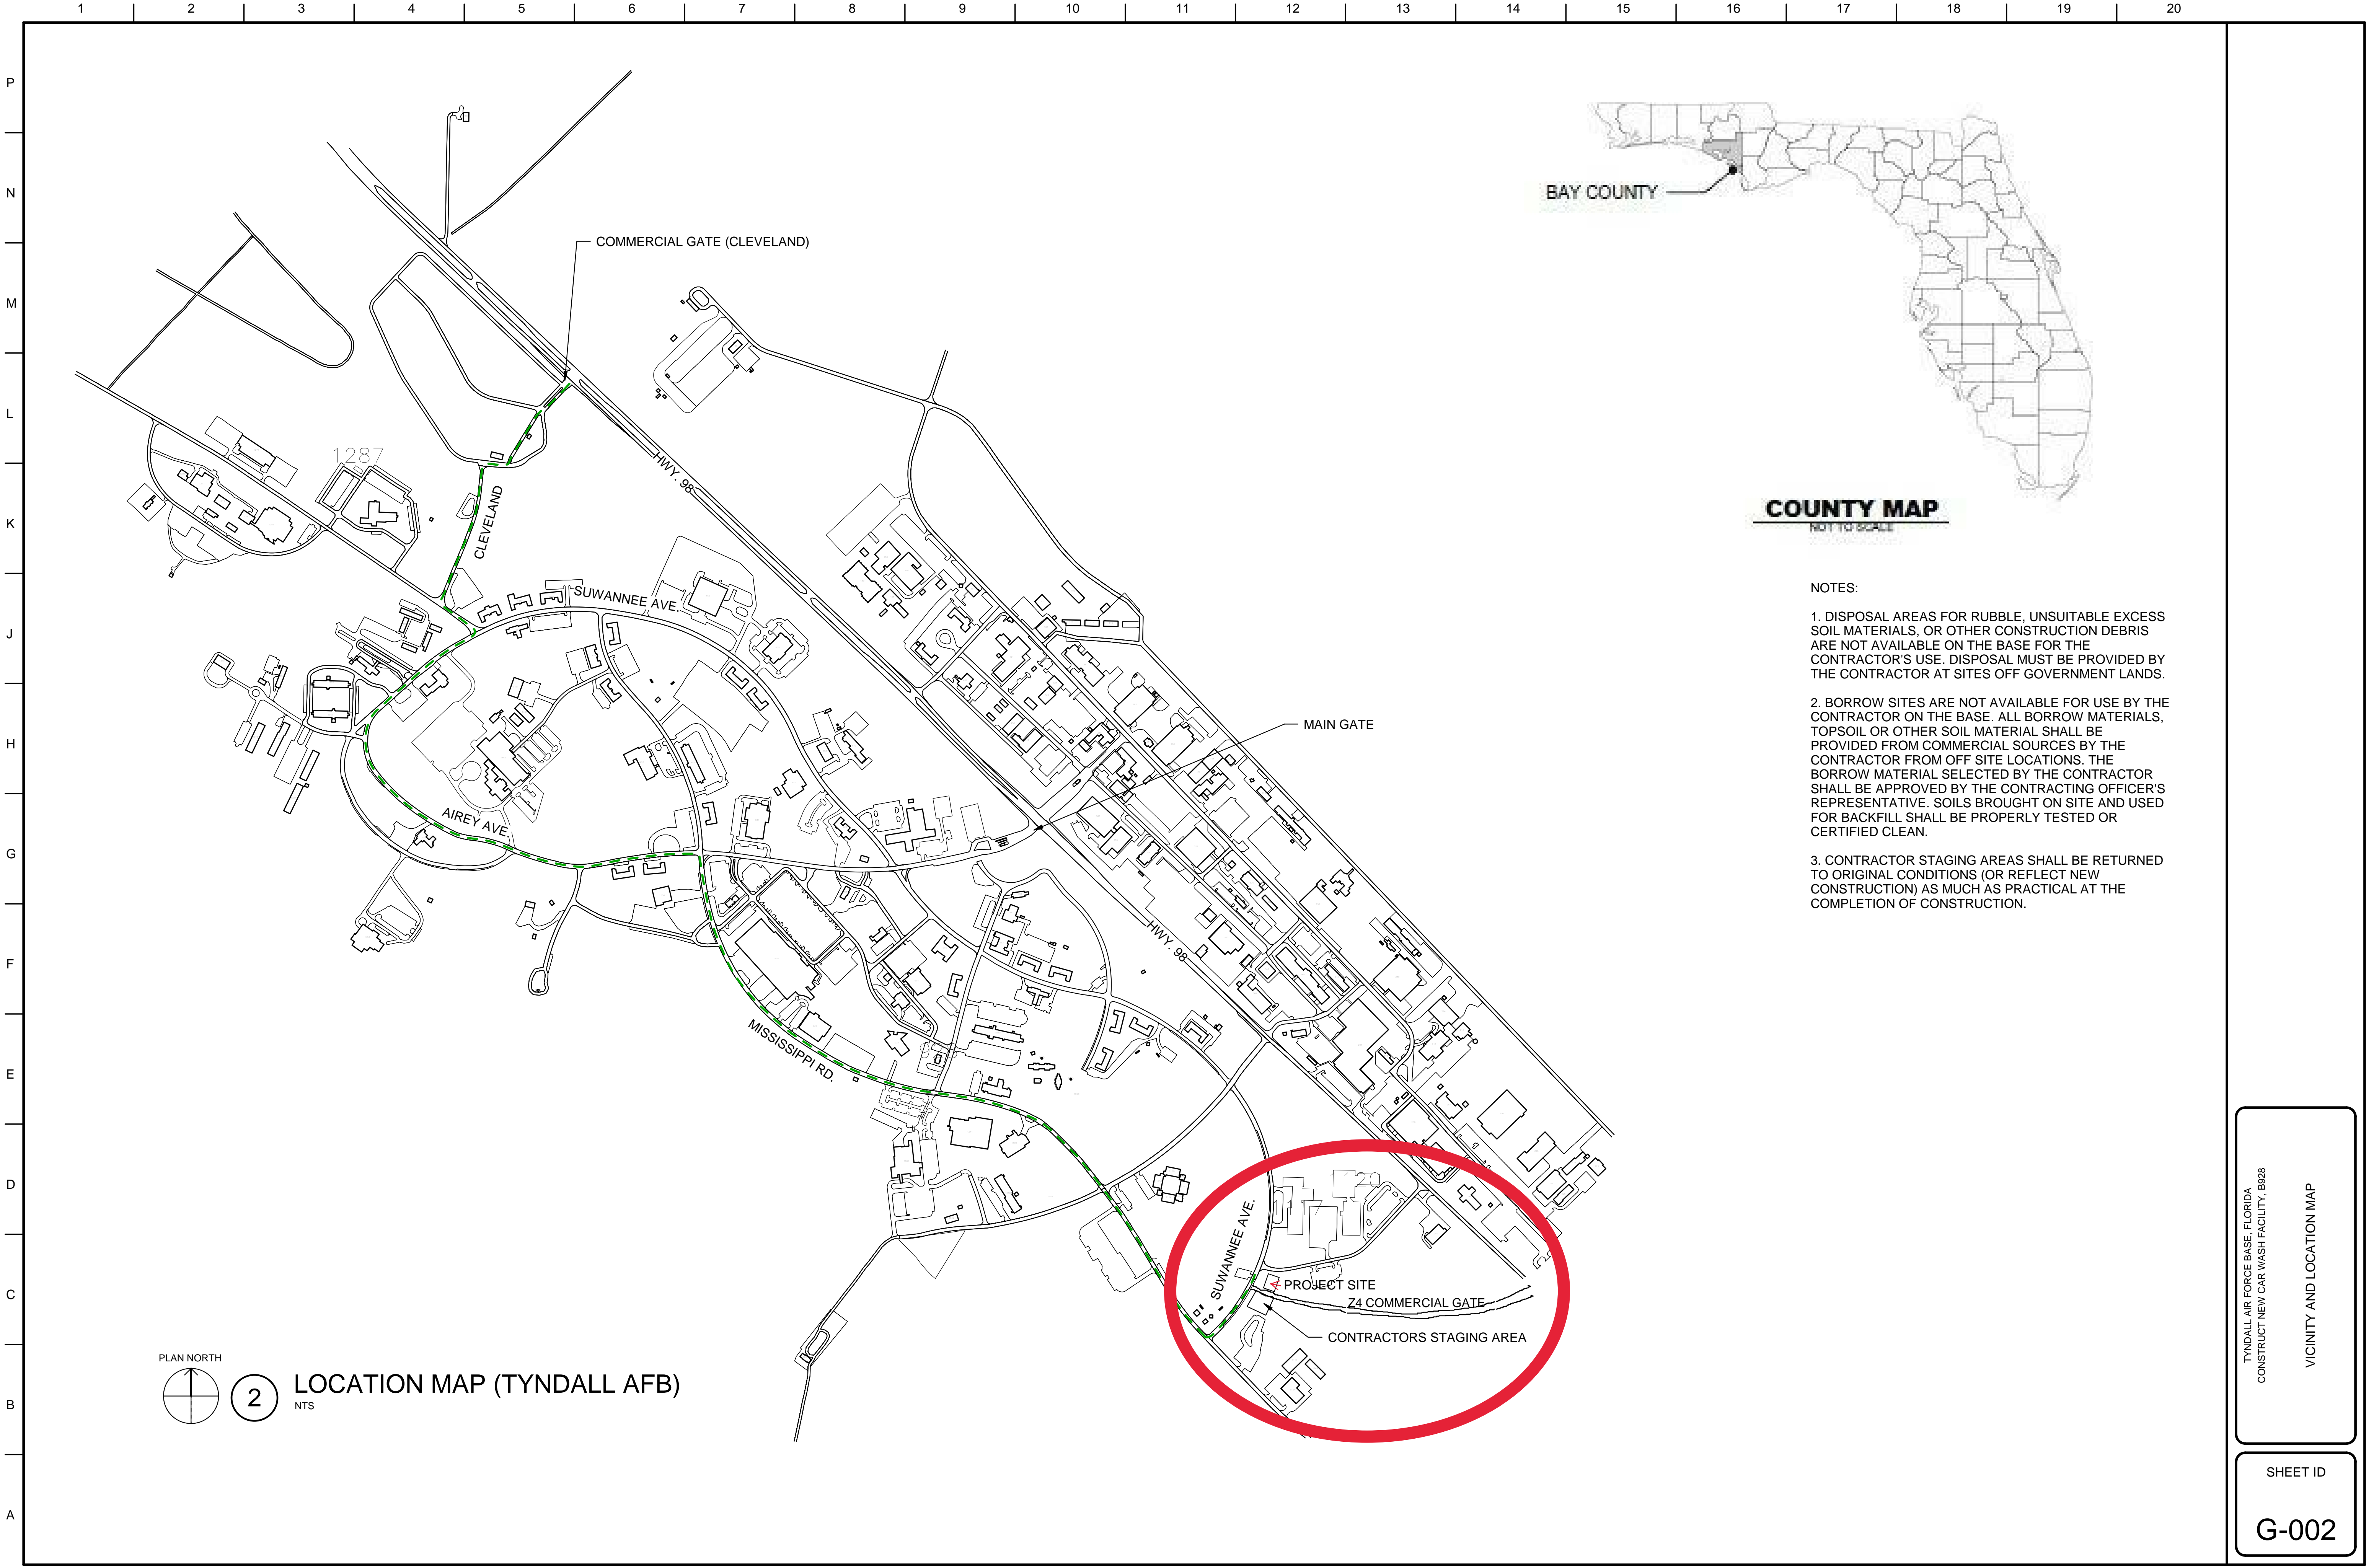 1 2 3 4 5 6 7 8 9 10 11 12 13 14 15 16 17 18 19 20
P
N
M
L
K
J
H
G
F
E
D
C
B
A
BAY COUNTY
COUNTY MAP
NOT TO SCALE
COMMERCIAL GATE (CLEVELAND)
1287
HWY. 98
CLEVELAND
SUWANNEE AVE.
MAIN GATE
AIREY AVE.
HWY. 98
MISSISSIPPI RD.
SUWANNEE AVE.
PROJECT SITE
Z4 COMMERCIAL GATE
CONTRACTORS STAGING AREA
NOTES:
1. DISPOSAL AREAS FOR RUBBLE, UNSUITABLE EXCESS
SOIL MATERIALS, OR OTHER CONSTRUCTION DEBRIS
ARE NOT AVAILABLE ON THE BASE FOR THE
CONTRACTOR'S USE. DISPOSAL MUST BE PROVIDED BY
THE CONTRACTOR AT SITES OFF GOVERNMENT LANDS.
2. BORROW SITES ARE NOT AVAILABLE FOR USE BY THE
CONTRACTOR ON THE BASE. ALL BORROW MATERIALS,
TOPSOIL OR OTHER SOIL MATERIAL SHALL BE
PROVIDED FROM COMMERCIAL SOURCES BY THE
CONTRACTOR FROM OFF SITE LOCATIONS. THE
BORROW MATERIAL SELECTED BY THE CONTRACTOR
SHALL BE APPROVED BY THE CONTRACTING OFFICER'S
REPRESENTATIVE. SOILS BROUGHT ON SITE AND USED
FOR BACKFILL SHALL BE PROPERLY TESTED OR
CERTIFIED CLEAN.
3. CONTRACTOR STAGING AREAS SHALL BE RETURNED
TO ORIGINAL CONDITIONS (OR REFLECT NEW
CONSTRUCTION) AS MUCH AS PRACTICAL AT THE
COMPLETION OF CONSTRUCTION.
PLAN NORTH
2
LOCATION MAP (TYNDALL AFB)
NTS
TYNDALL AIR FORCE BASE, FLORIDA
CONSTRUCT NEW CAR WASH FACILITY, B928
VICINITY AND LOCATION MAP
SHEET ID
G-002